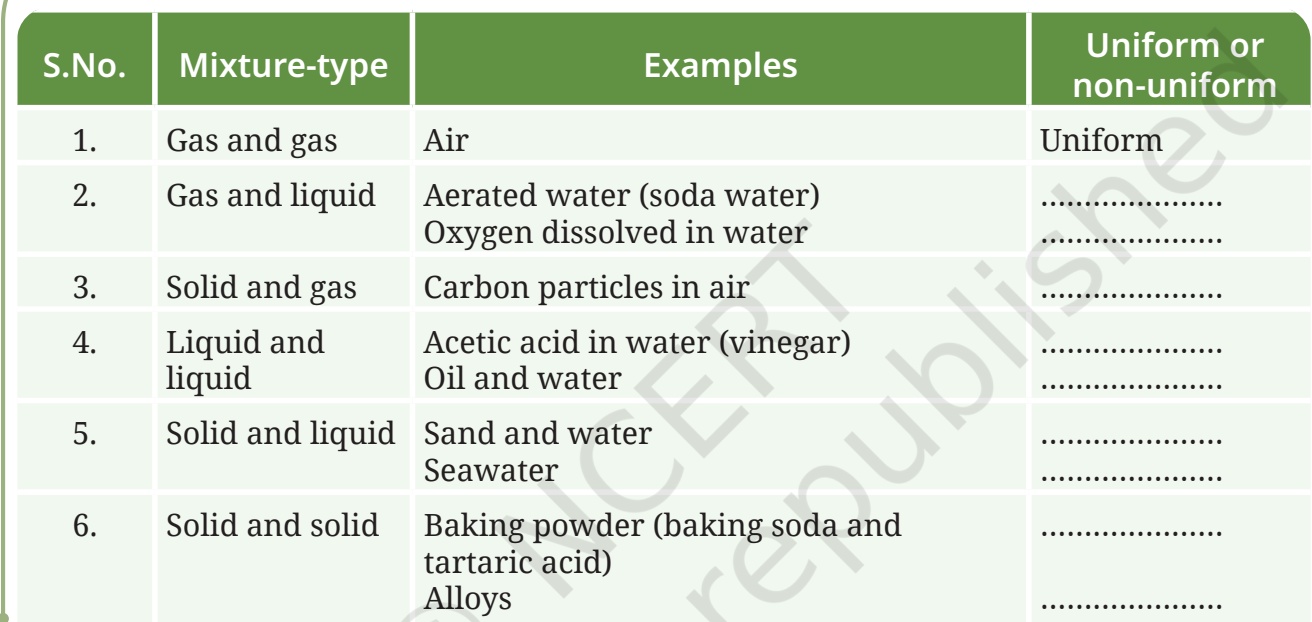 S.No. Mixture-type Examples Uniform or
non-uniform
1. Gas and gas Air Uniform
2. Gas and liquid Aerated water (soda water) .....................
Oxygen dissolved in water .....................
3. Solid and gas Carbon particles in air .....................
4. Liquid and Acetic acid in water (vinegar) .....................
liquid Oil and water .....................
5. Solid and liquid Sand and water .....................
Seawater .....................
6. Solid and solid Baking powder (baking soda and .....................
tartaric acid)
Alloys .....................
© NCERT
republished